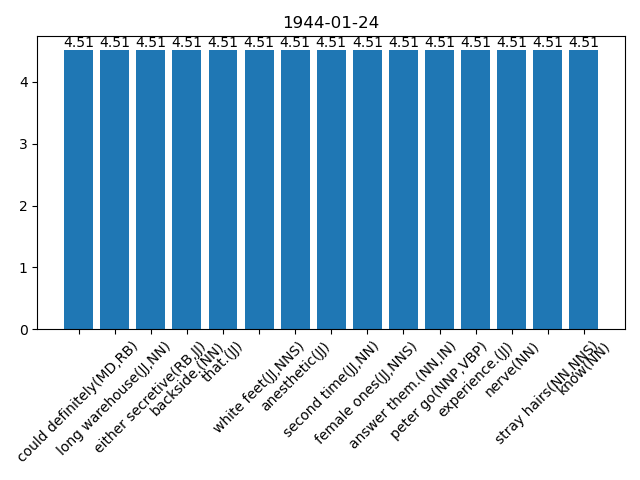 1944-01-24
4.51 4.51 4.51 4.51 4.51 4.51 4.51 4.51 4.51 4.51 4.51 4.51 4.51 4.51 4.51
4
3
2
1
0
could definitely(MD,RB)
long warehouse(JJ,NN)
either secretive(RB,JJ)
backside.(NN)
that.(JJ)
white feet(JJ,NNS)
anesthetic(JJ)
second time(JJ,NN)
female ones(JJ,NNS)
answer them.(NN,IN)
peter go(NNP,VBP)
experience.(JJ)
nerve(NN)
stray hairs(NN,NNS)
know(NN)